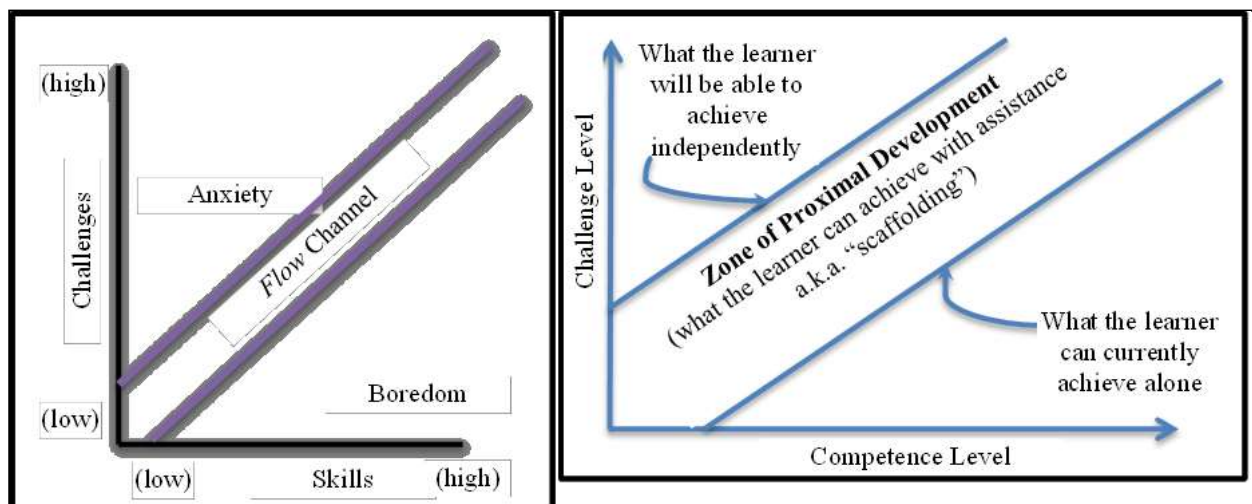 (high)
Challenges
Anxiety
Flow Channel
Boredom
(low)
(low)
Skills
(high)
What the learner
will be able to
achieve
independently
Challenge Level
Zone of Proximal Development
(what the learner can achieve with assistance
a.k.a. “scaffolding”)
What the learner
can currently
achieve alone
Competence Level